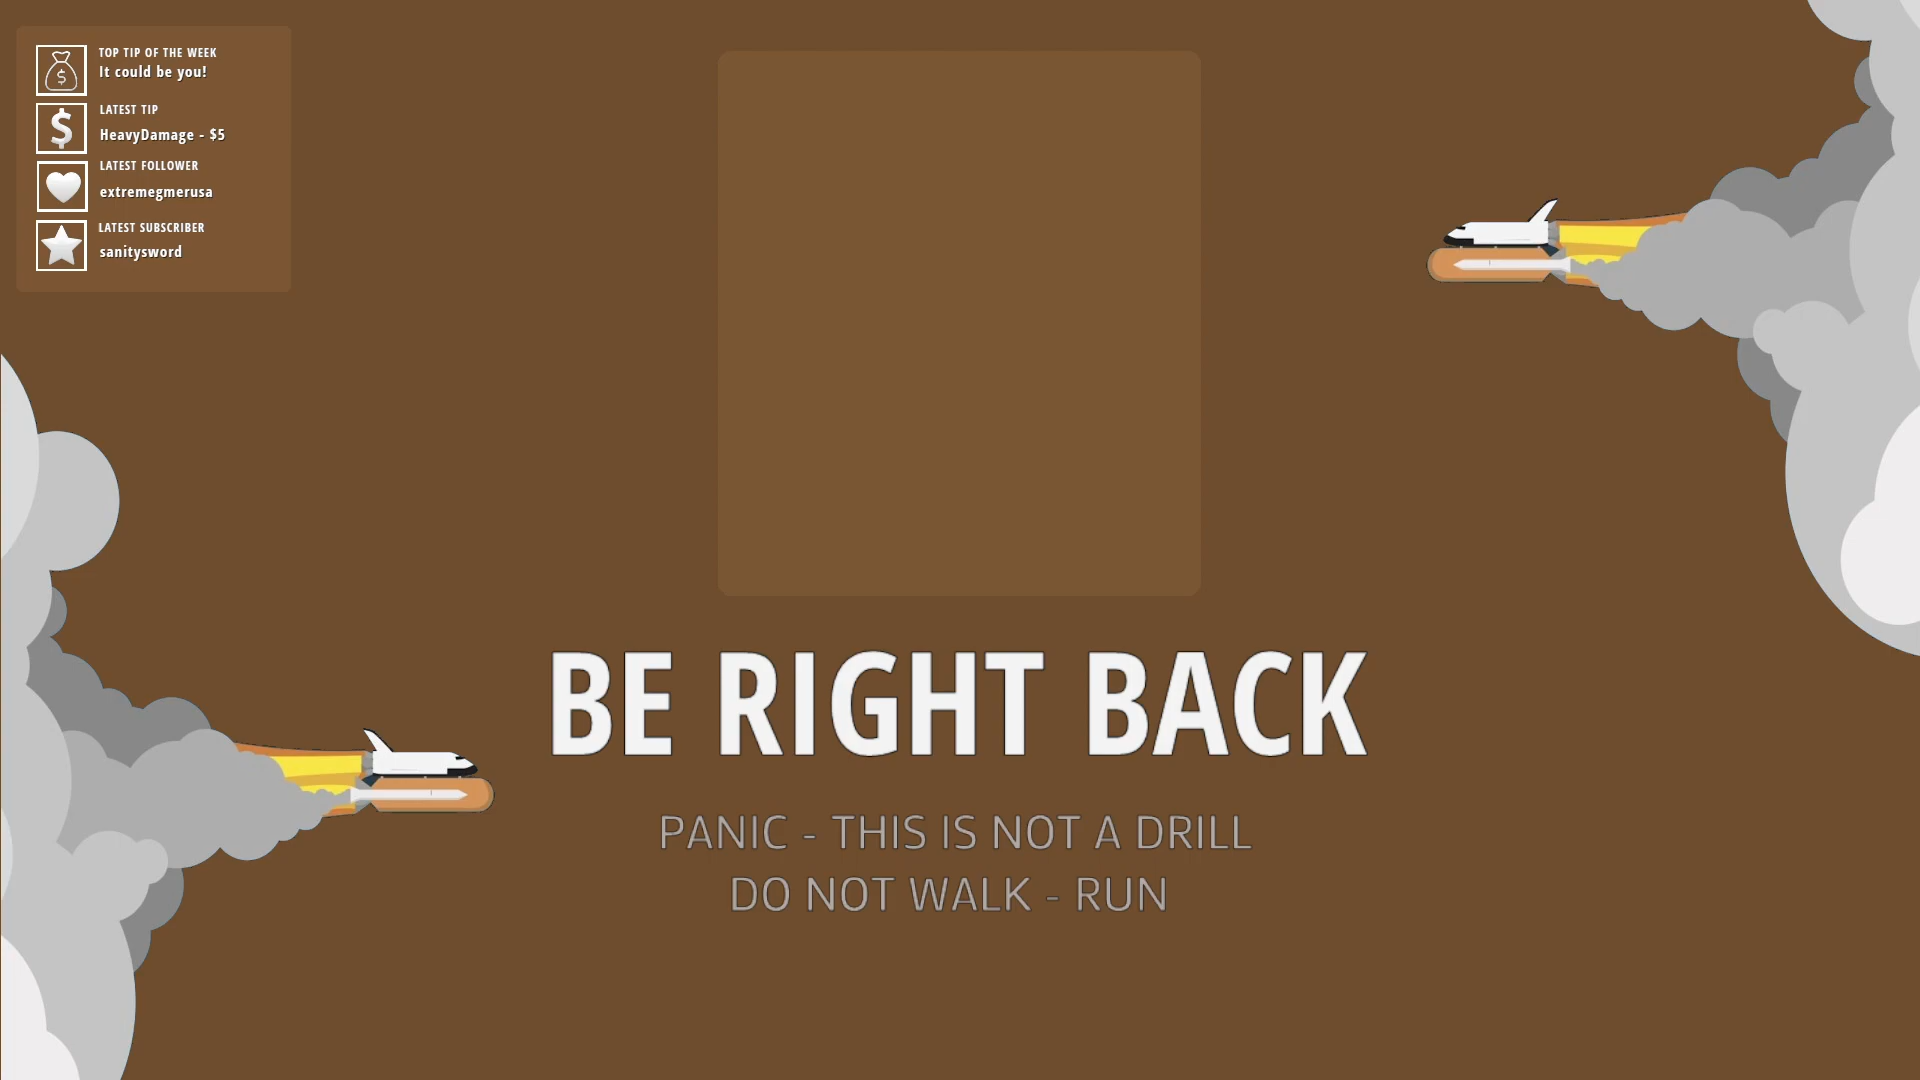 TOP TIP OF THE WEEK
It could be you!
LATEST TIP
HeavyDamage - $5
LATEST FOLLOWER
extremegmerusa
LATEST SUBSCRIBER
sanitysword
BE RIGHT BACK
PANIC - THIS IS NOT A DRILL
DO NOT WALK - RUN